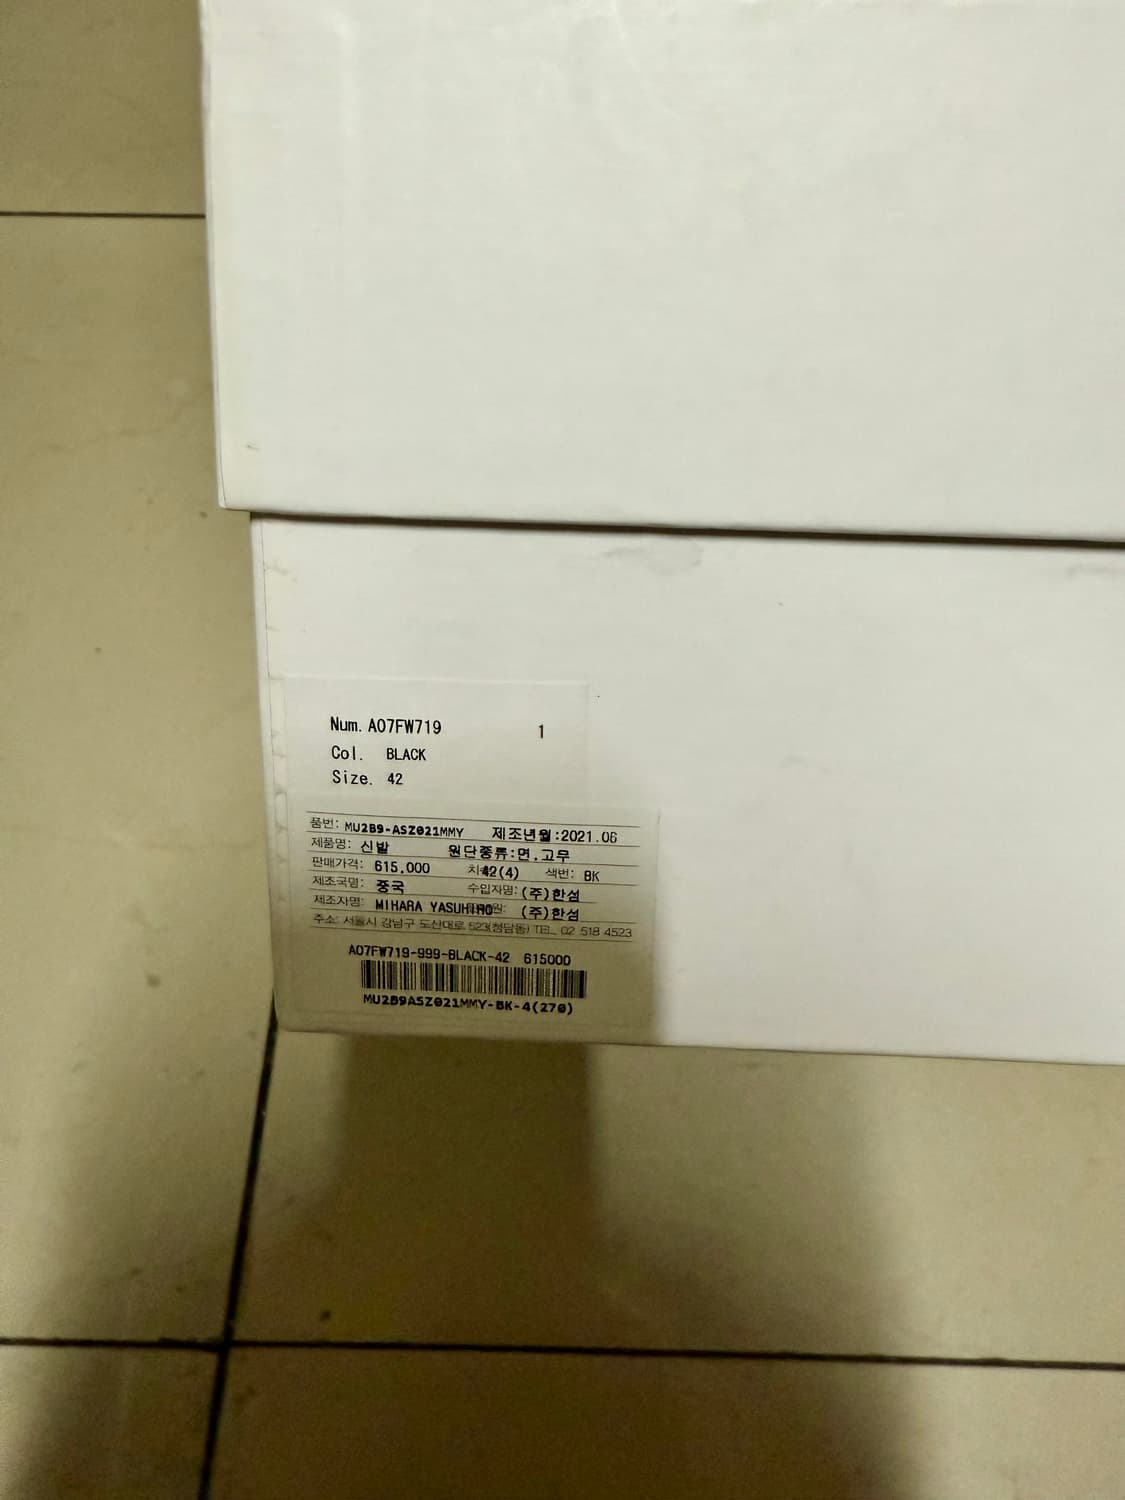 Num. A07FW719 1
Col. BLACK
Size. 42
품번: MU2B9-ASZ021MMY 제조년월:2021.06
제품명: 신발 원단종류:면,고무
판매가격: 615,000 42(4) 색번: BK
제조국명: 중국 수입자명: (주)한섬
제조자명: MIHARA YASUHIRO (주)한섬
주소: 서울시 강남구 도산대로 523(청담동) TEL. 02 518 4523
A07FW719-999-BLACK-42 615000
MU2B9ASZ021MMY-BK-4(270)